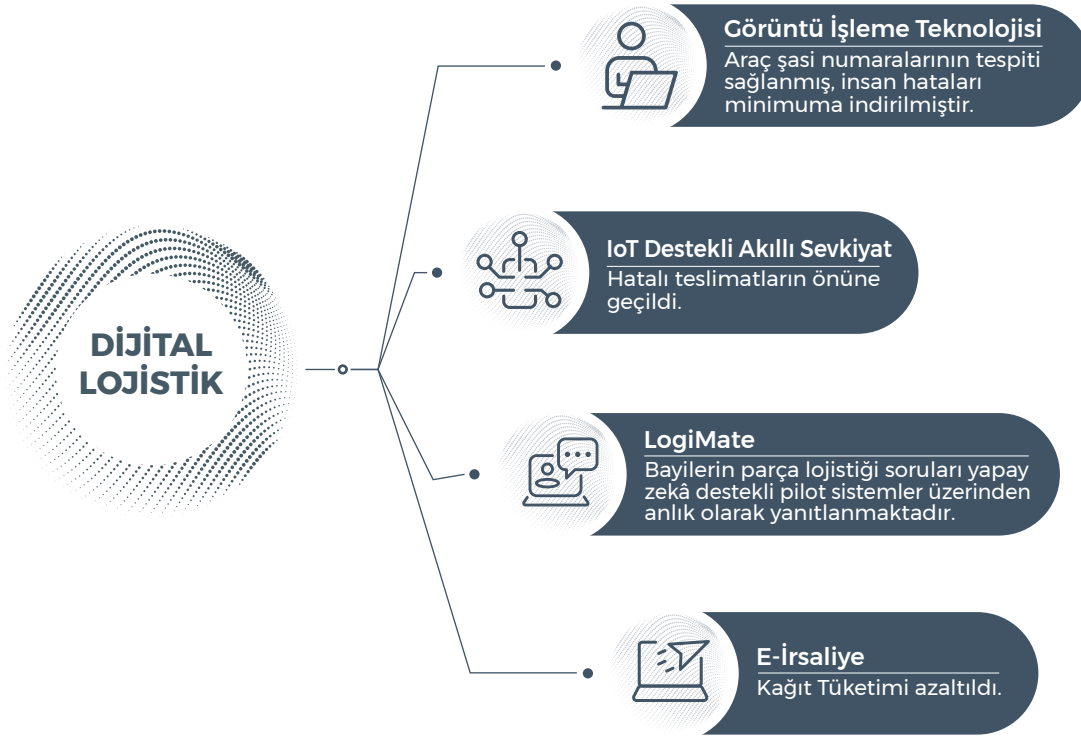 DİJİTAL
LOJİSTİK
Görüntü İşleme Teknolojisi
Araç şasi numaralarının tespiti
sağlanmış, insan hataları
minimuma indirilmiştir.
IoT Destekli Akıllı Sevkiyat
Hatalı teslimatların önüne
geçildi.
LogiMate
Bayilerin parça lojistiği soruları yapay
zekâ destekli pilot sistemler üzerinden
anlık olarak yanıtlanmaktadır.
E-İrsaliye
Kağıt Tüketimi azaltıldı.